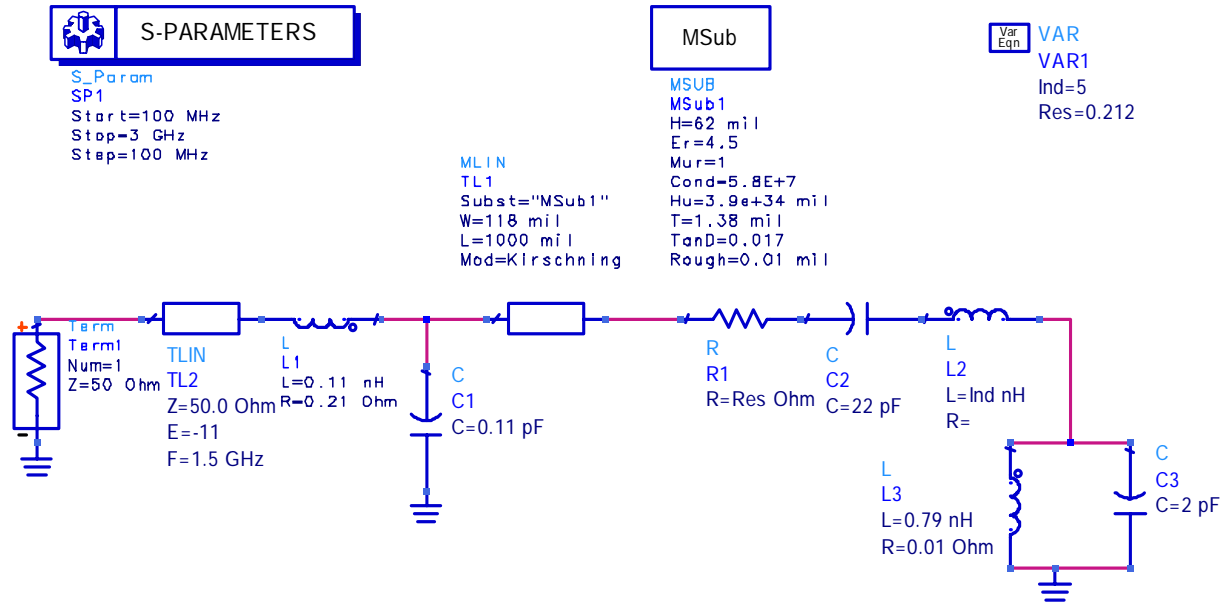 S-PARAMETERS
S_Param
SP1
Start=100 MHz
Stop=3 GHz
Step=100 MHz
MSub
MSUB
MSub1
H=62 mil
Er=4.5
Mur=1
Cond=5.8E+7
Hu=3.9e+34 mil
T=1.38 mil
TanD=0.017
Rough=0.01 mil
Var
Eqn
VAR
VAR1
Ind=5
Res=0.212
MLIN
TL1
Subst="MSub1"
W=118 mil
L=1000 mil
Mod=Kirschning
+
-
Term
Term1
Num=1
Z=50 Ohm
TLIN
TL2
Z=50.0 Ohm
E=-11
F=1.5 GHz
L
L1
L=0.11 nH
R=0.21 Ohm
C
C1
C=0.11 pF
R
R1
R=Res Ohm
C
C2
C=22 pF
L
L2
L=Ind nH
R=
L
L3
L=0.79 nH
R=0.01 Ohm
C
C3
C=2 pF